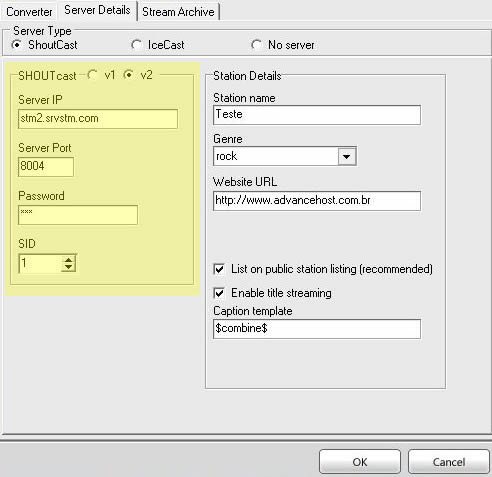 Converter Server Details Stream Archive
Server Type
ShoutCast IceCast No server
SHOUTcast v1 v2
Server IP
stm2.srvstm.com
Server Port
8004
Password
***
SID
1
Station Details
Station name
Teste
Genre
rock
Website URL
http://www.advancehost.com.br
List on public station listing (recommended)
Enable title streaming
Caption template
$combine$
OK Cancel